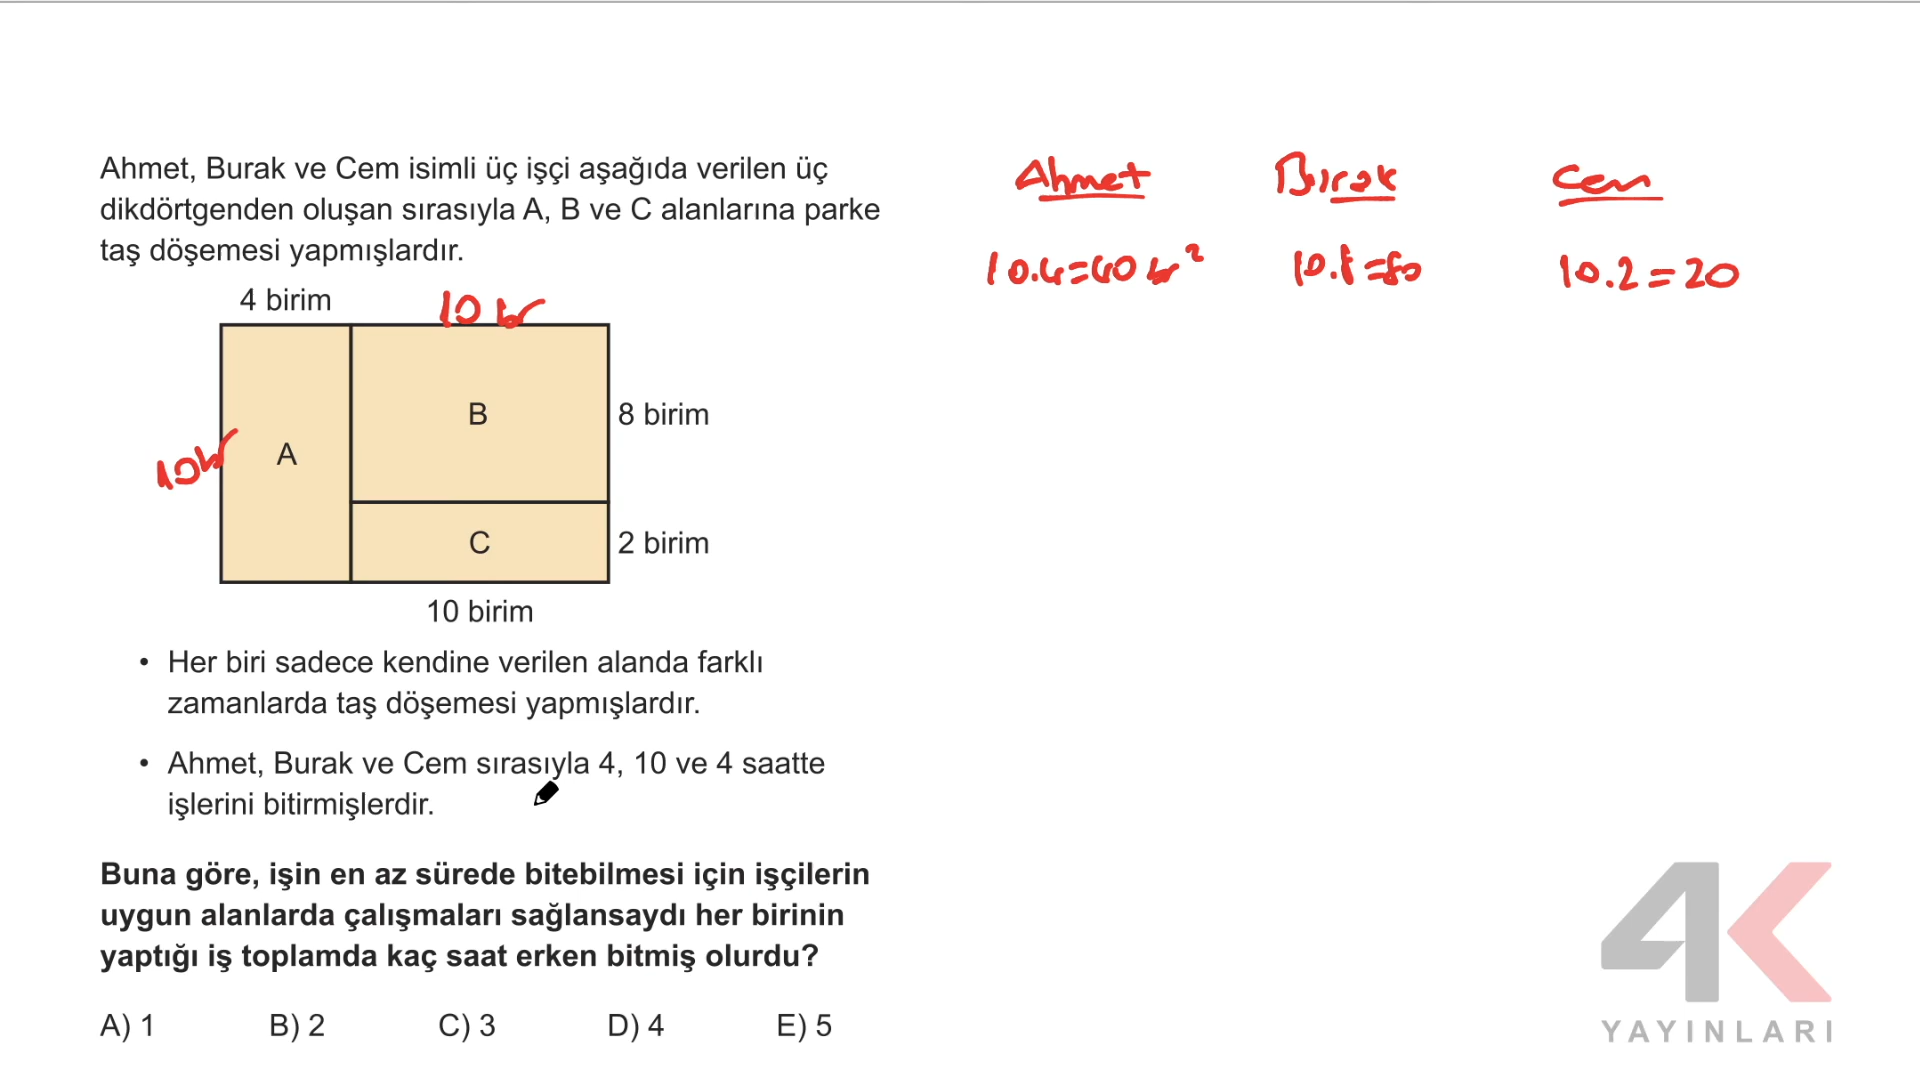 Ahmet, Burak ve Cem isimli üç işçi aşağıda verilen üç
dikdörtgenden oluşan sırasıyla A, B ve C alanlarına parke
taş döşemesi yapmışlardır.
4 birim
10 br
B
8 birim
10br
A
C
2 birim
10 birim
• Her biri sadece kendine verilen alanda farklı
zamanlarda taş döşemesi yapmışlardır.
• Ahmet, Burak ve Cem sırasıyla 4, 10 ve 4 saatte
işlerini bitirmişlerdir.
Buna göre, işin en az sürede bitebilmesi için işçilerin
uygun alanlarda çalışmaları sağlansaydı her birinin
yaptığı iş toplamda kaç saat erken bitmiş olurdu?
A) 1 B) 2 C) 3 D) 4 E) 5
Ahmet Burak Cem
10.4=40 br² 10.8=80 10.2=20
4K
YAYINLARI